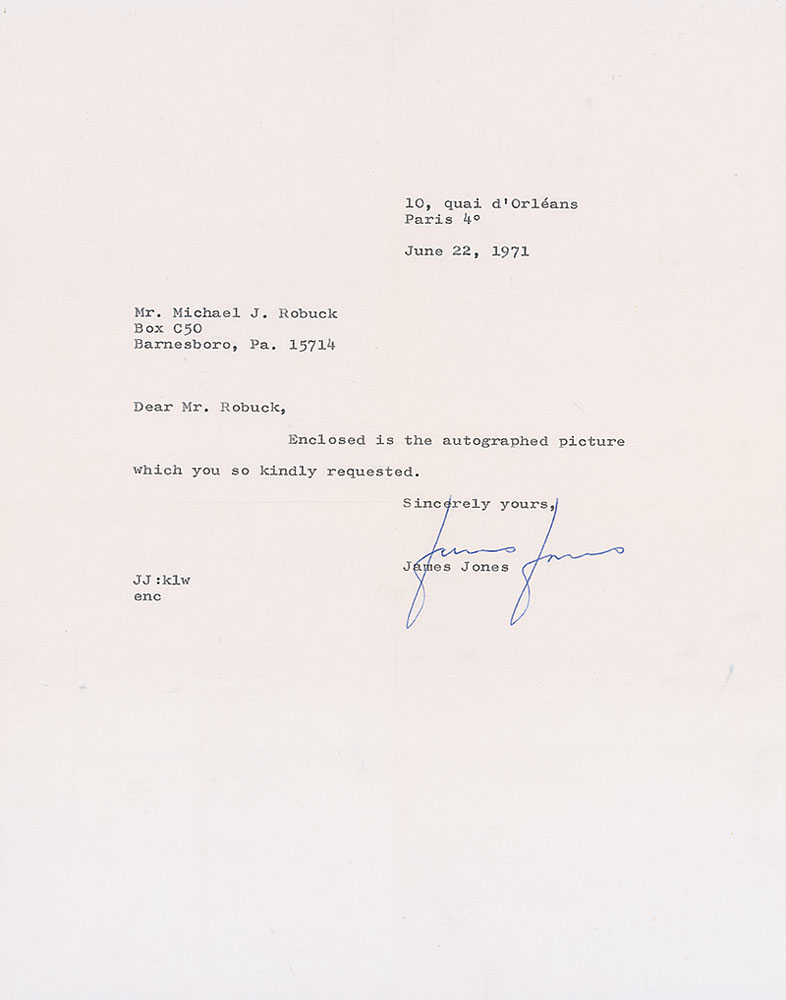 10, quai d'Orléans
Paris 4°
June 22, 1971
Mr. Michael J. Robuck
Box C50
Barnesboro, Pa. 15714
Dear Mr. Robuck,
Enclosed is the autographed picture
which you so kindly requested.
Sincerely yours,
James Jones
James Jones
JJ:klw
enc